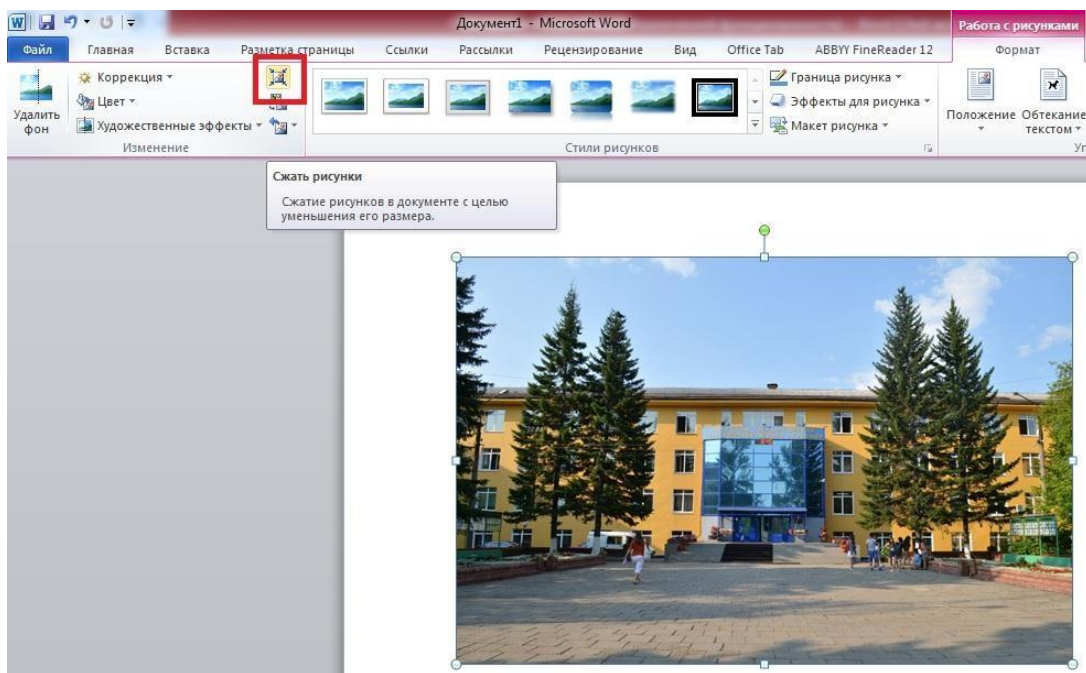 Документ1 - Microsoft Word
Работа с рисунками
Файл Главная Вставка Разметка страницы Ссылки Рассылки Рецензирование Вид Office Tab ABBYY FineReader 12 Формат
Удалить фон
Коррекция
Цвет
Художественные эффекты
Изменение
Стили рисунков
Граница рисунка
Эффекты для рисунка
Макет рисунка
Положение
Обтекание
текстом
Сжать рисунки
Сжатие рисунков в документе с целью
уменьшения его размера.